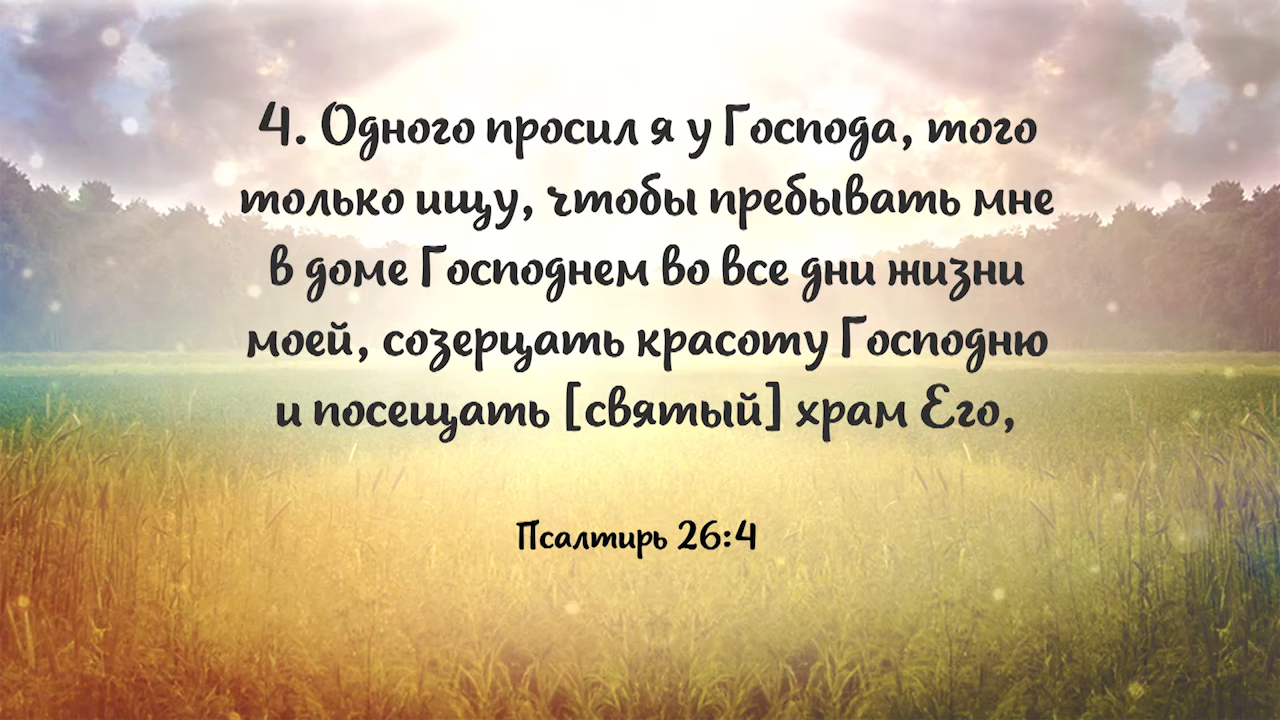 4. Одного просил я у Господа, того
только ищу, чтобы пребывать мне
в доме Господнем во все дни жизни
моей, созерцать красоту Господню
и посещать [святый] храм Его,
Псалтирь 26:4